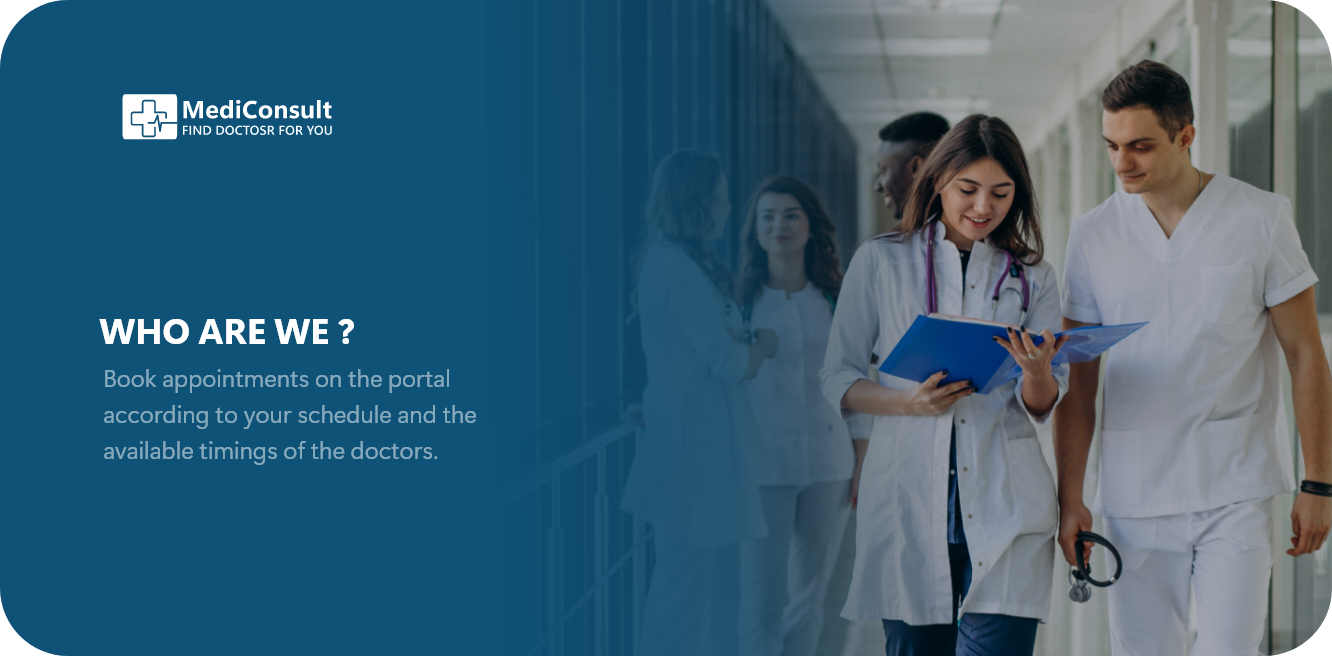 MediConsult
FIND DOCTOSR FOR YOU
WHO ARE WE ?
Book appointments on the portal
according to your schedule and the
available timings of the doctors.